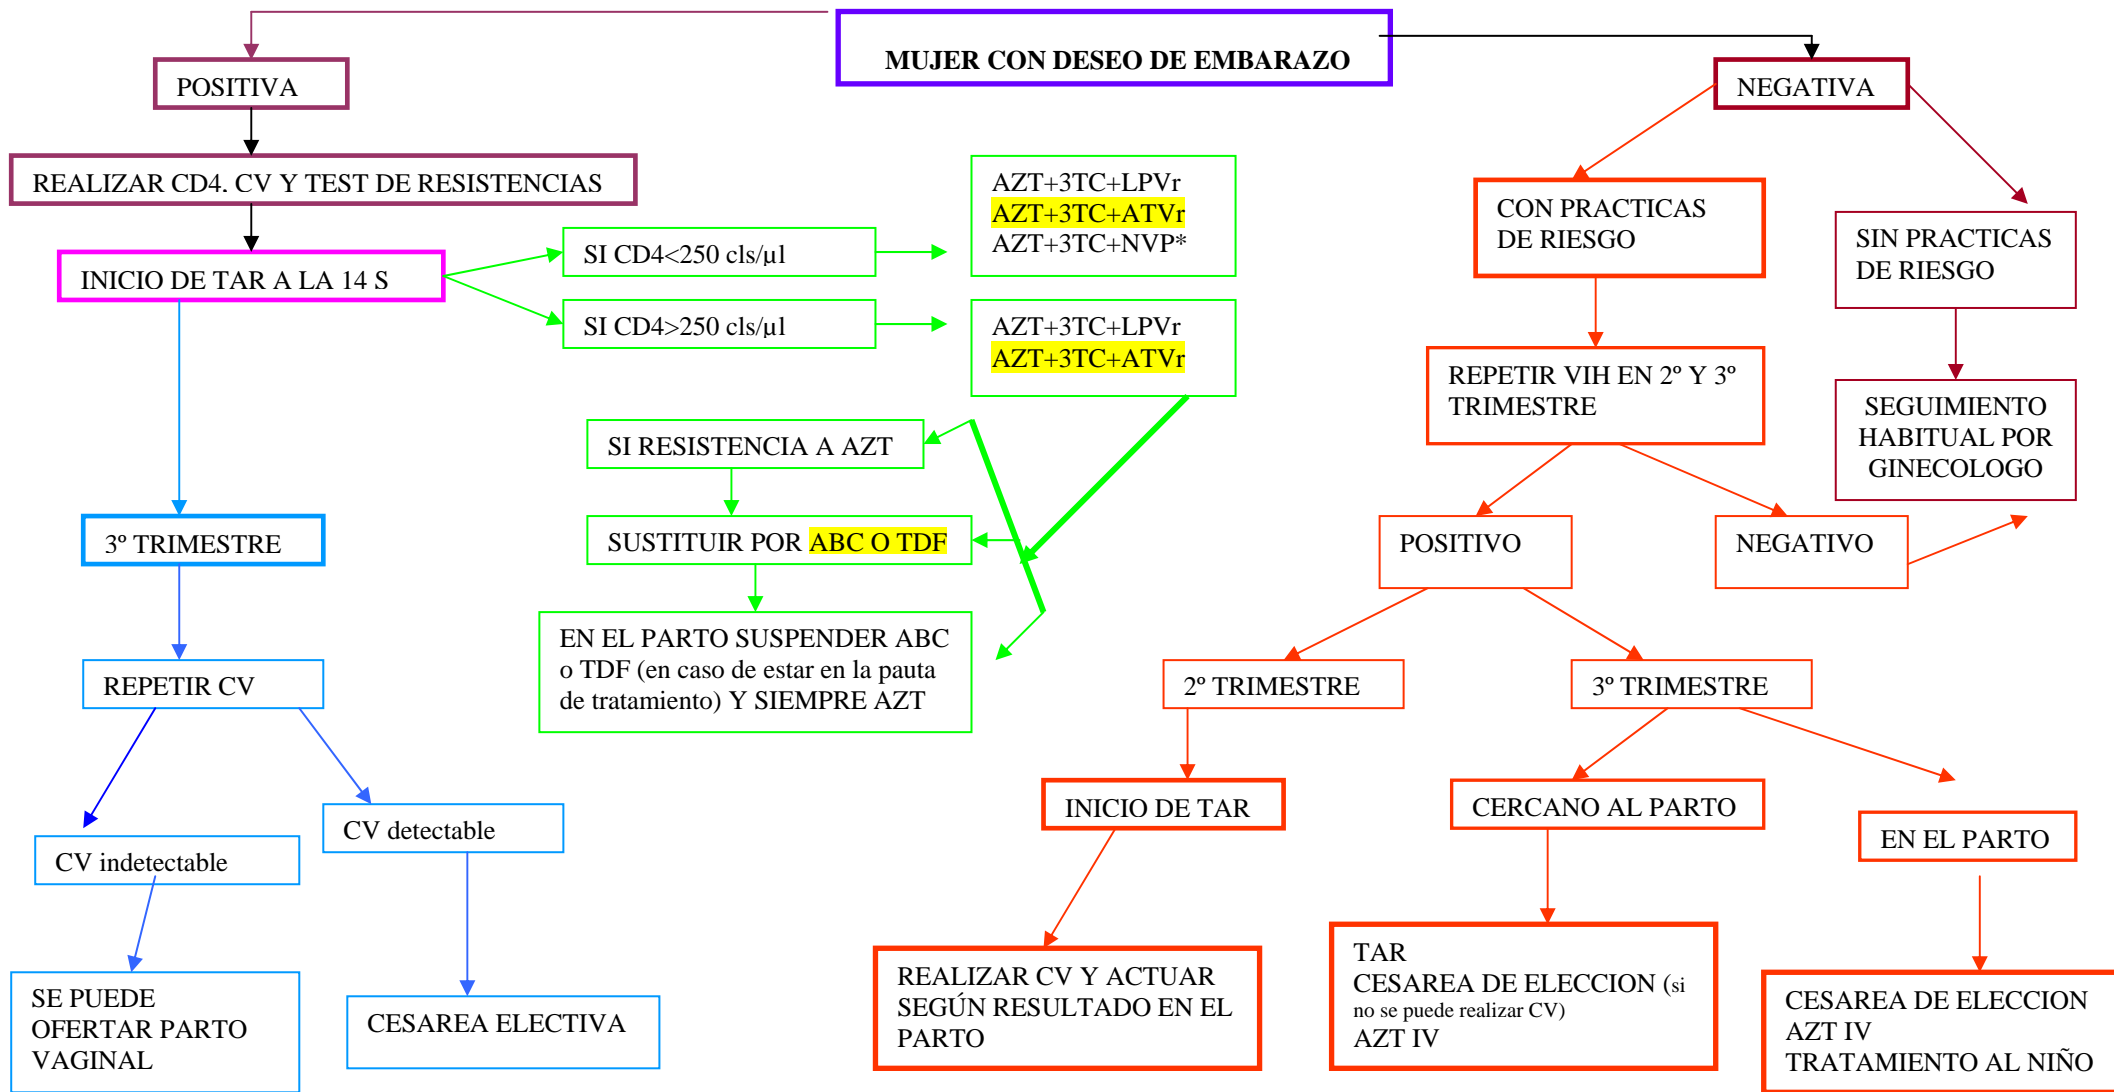 MUJER CON DESEO DE EMBARAZO
POSITIVA
NEGATIVA
REALIZAR CD4. CV Y TEST DE RESISTENCIAS
INICIO DE TAR A LA 14 S
SI CD4<250 cls/µl
AZT+3TC+LPVr
AZT+3TC+ATVr
AZT+3TC+NVP*
SI CD4>250 cls/µl
AZT+3TC+LPVr
AZT+3TC+ATVr
SI RESISTENCIA A AZT
SUSTITUIR POR ABC O TDF
EN EL PARTO SUSPENDER ABC
o TDF (en caso de estar en la pauta
de tratamiento) Y SIEMPRE AZT
3º TRIMESTRE
REPETIR CV
CV indetectable
CV detectable
SE PUEDE
OFERTAR PARTO
VAGINAL
CESAREA ELECTIVA
CON PRACTICAS
DE RIESGO
SIN PRACTICAS
DE RIESGO
REPETIR VIH EN 2º Y 3º
TRIMESTRE
SEGUIMIENTO
HABITUAL POR
GINECOLOGO
POSITIVO
NEGATIVO
2º TRIMESTRE
3º TRIMESTRE
INICIO DE TAR
CERCANO AL PARTO
EN EL PARTO
REALIZAR CV Y ACTUAR
SEGÚN RESULTADO EN EL
PARTO
TAR
CESAREA DE ELECCION (si
no se puede realizar CV)
AZT IV
CESAREA DE ELECCION
AZT IV
TRATAMIENTO AL NIÑO